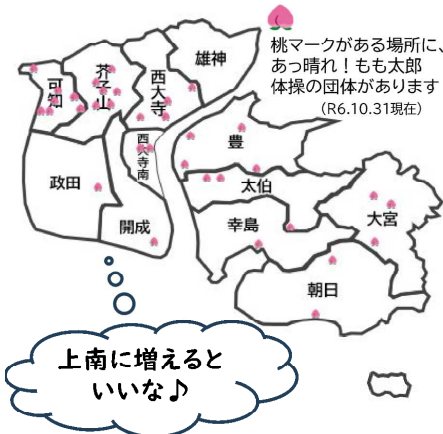 桃マークがある場所に、
あっ晴れ！もも太郎
体操の団体があります
（R6.10.31現在）
雄神
西大寺
芥子山
可知
西大寺南
豊
政田
太伯
大宮
開成
幸島
朝日
上南に増えると
いいな♪